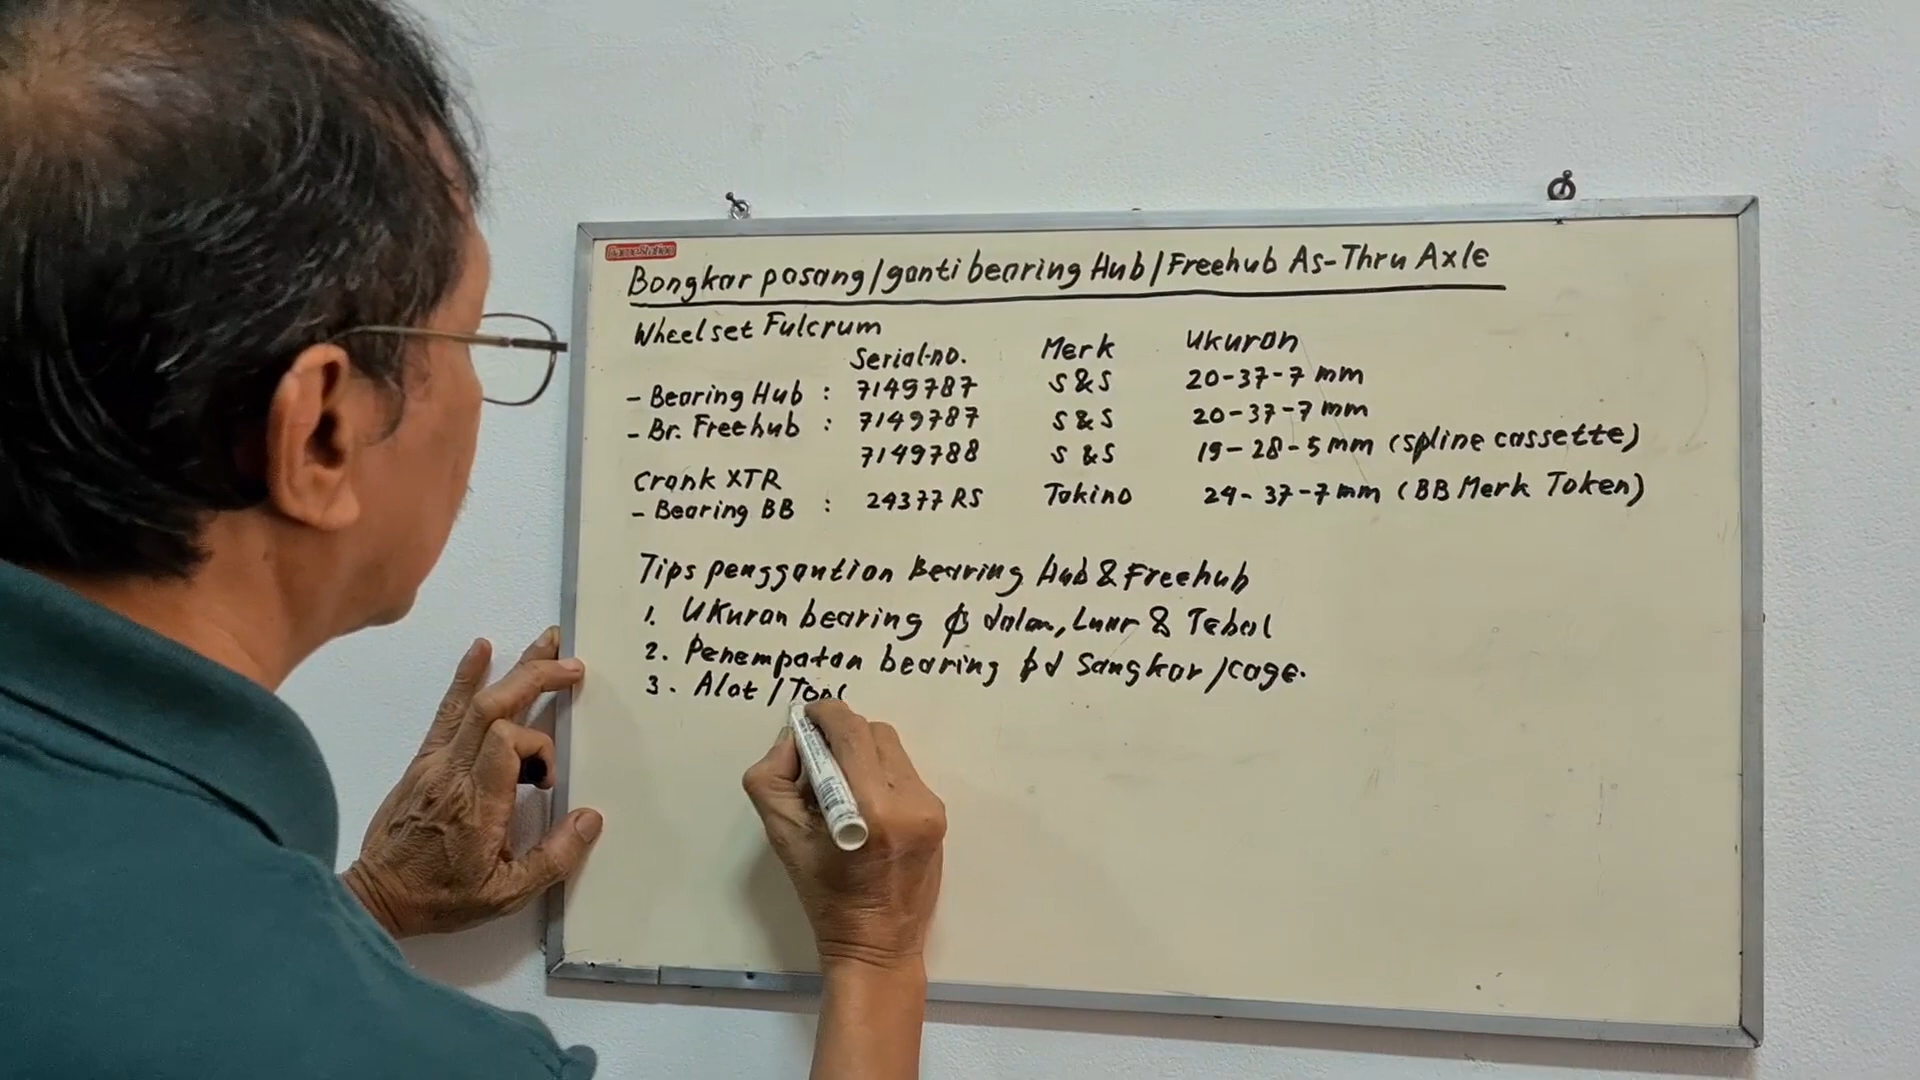 GameStation
Bongkar pasang/ganti bearing Hub/Freehub As-Thru Axle
Wheelset Fulcrum
Serial-no. Merk Ukuran
- Bearing Hub : 7149787 S&S 20-37-7 mm
- Br. Freehub : 7149787 S&S 20-37-7 mm
7149788 S&S 19-28-5 mm (spline cassette)
Crank XTR
- Bearing BB : 24377 RS Takino 24-37-7 mm (BB Merk Token)
Tips penggantian Bearing Hub & Freehub
1. Ukuran bearing ϕ dalam, Luar & Tebal
2. Penempatan bearing pd Sangkar/cage.
3. Alat/Tool